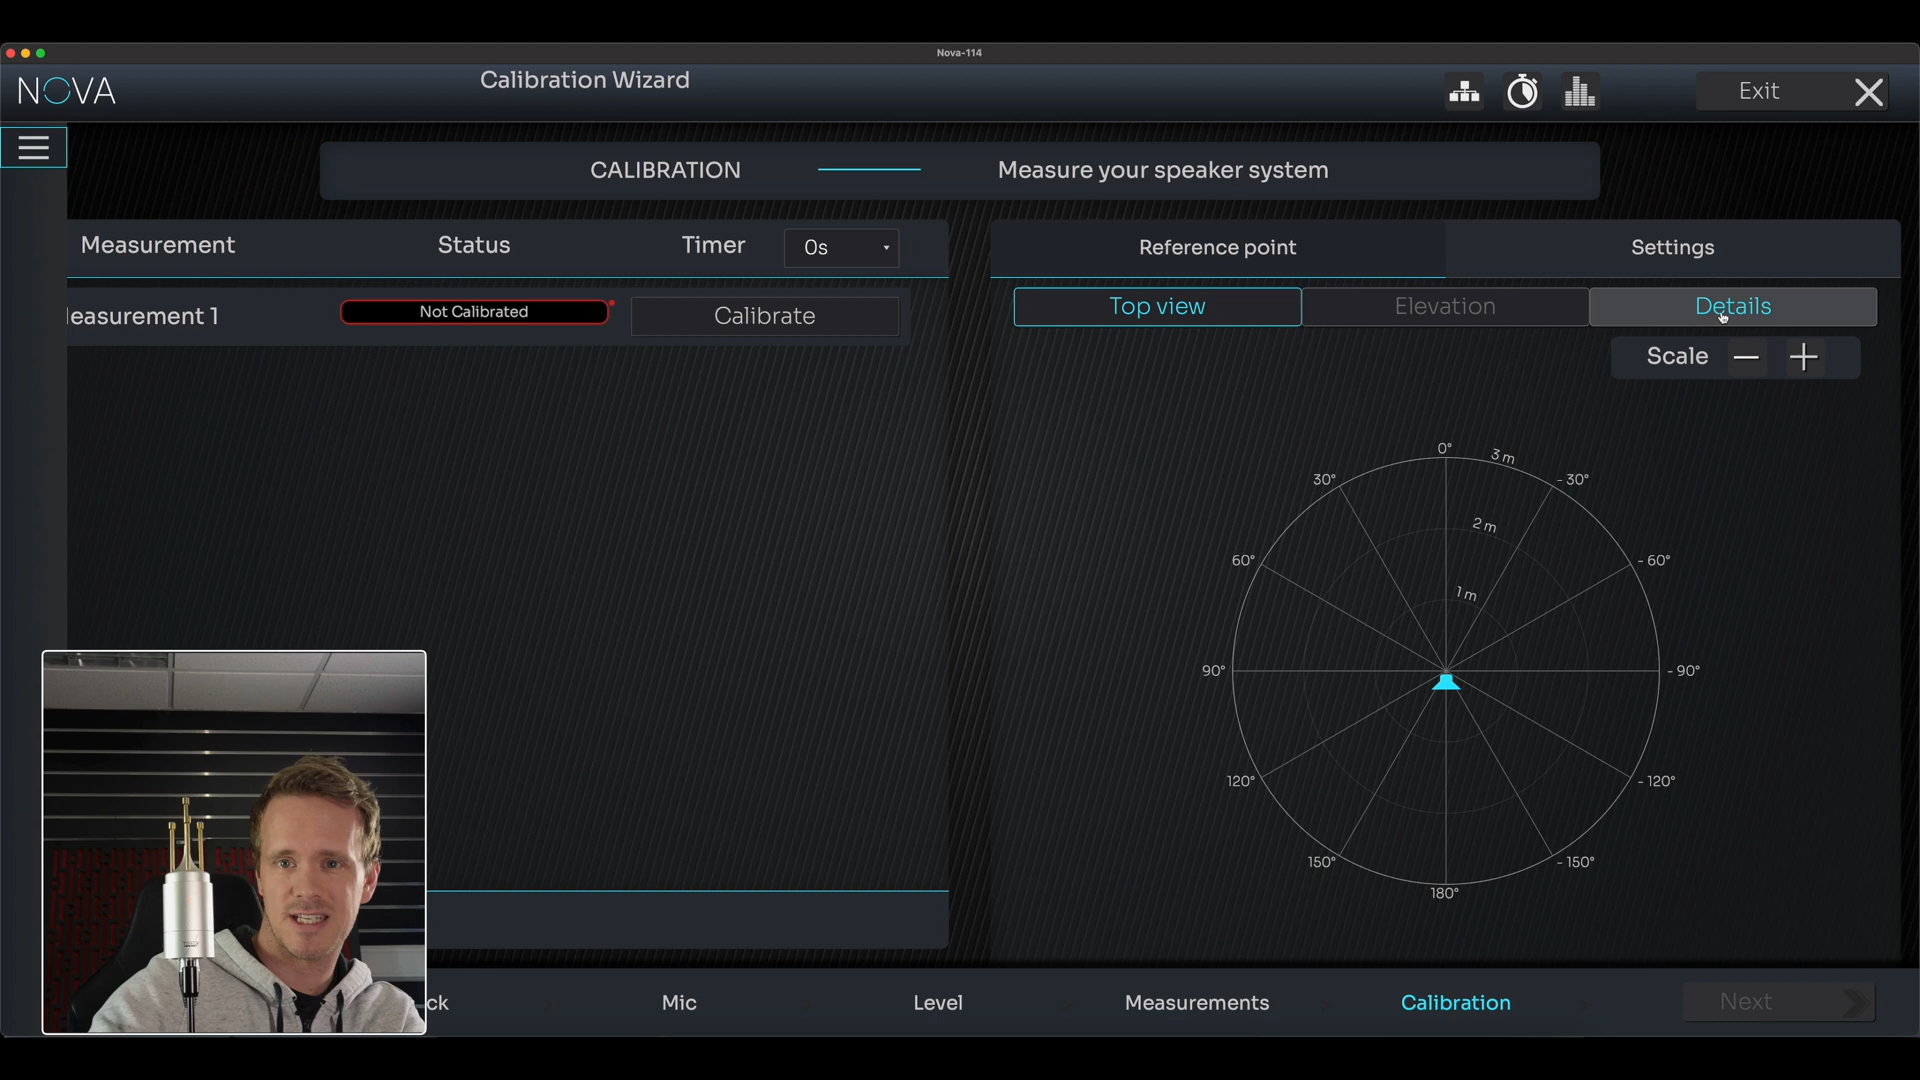 Nova-114
NOVA
Calibration Wizard
Exit
CALIBRATION
Measure your speaker system
Measurement
Status
Timer
0s
Reference point
Settings
easurement 1
Not Calibrated
Calibrate
Top view
Elevation
Details
Scale
0°
3 m
30°
- 30°
2 m
60°
- 60°
1 m
90°
- 90°
120°
- 120°
150°
- 150°
180°
ck
Mic
Level
Measurements
Calibration
Next